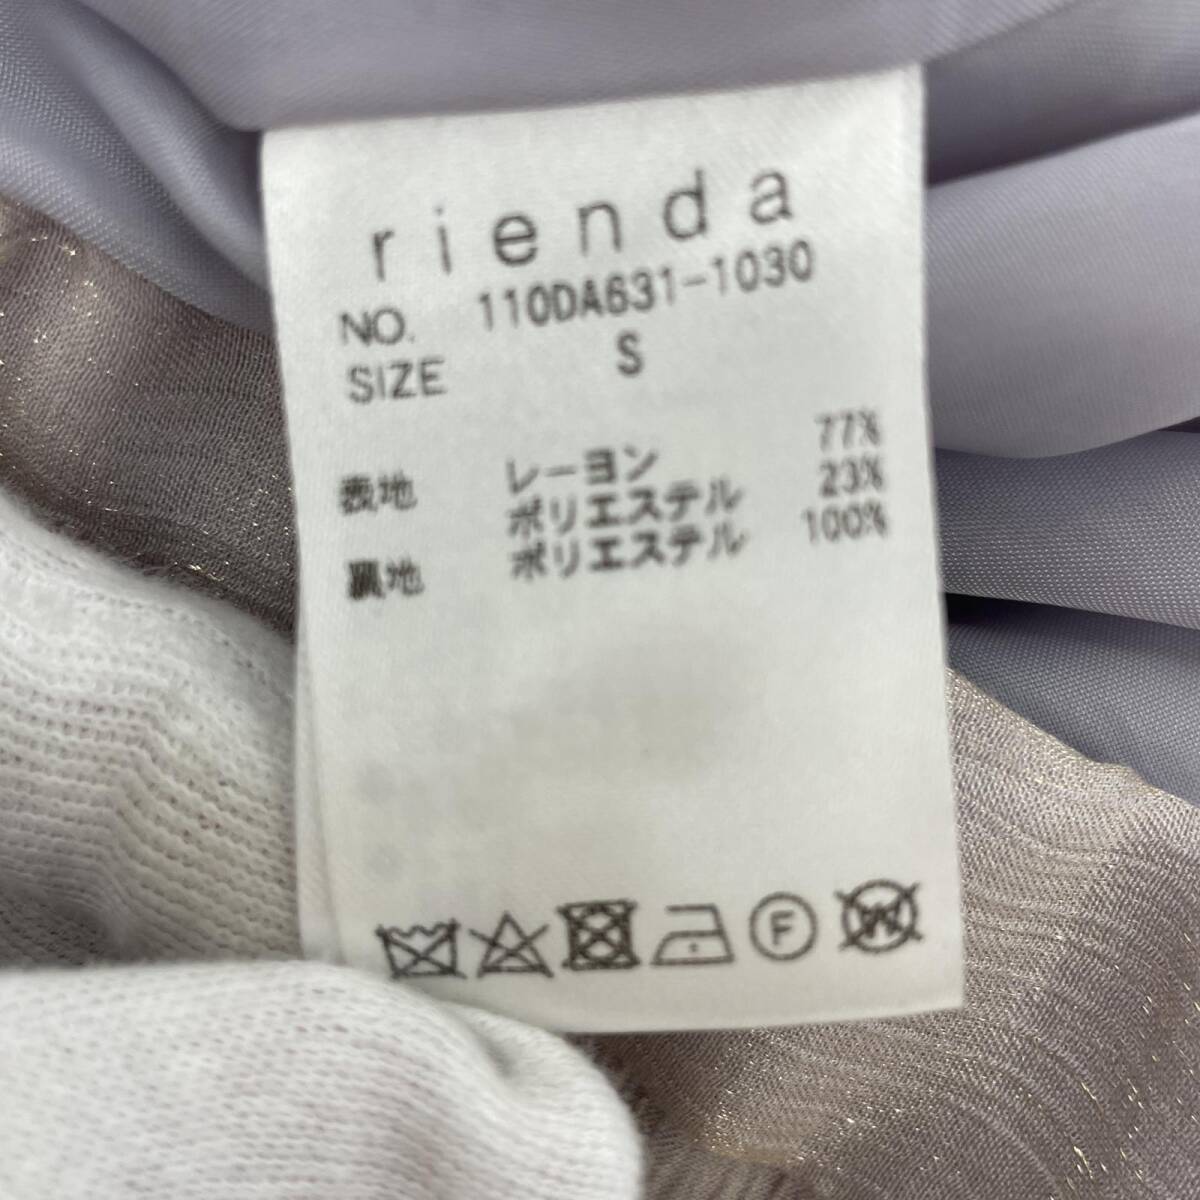 rienda
NO. 110DA631-1030
SIZE S
表地 レーヨン 77%
ポリエステル 23%
裏地 ポリエステル 100%
F
W